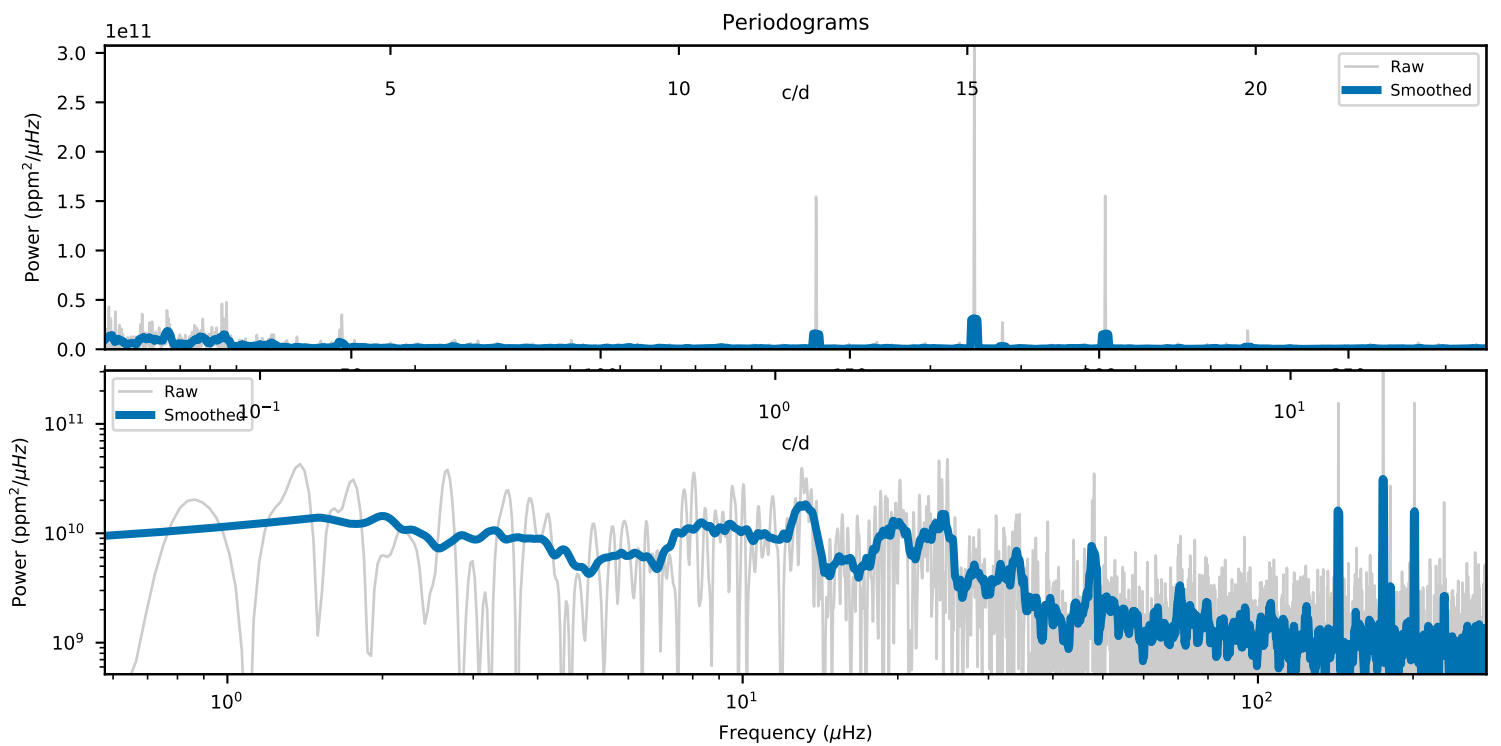 Periodograms
1e11
3.0
2.5
2.0
1.5
1.0
0.5
0.0
Power (ppm²/μHz)
5 10 15 20
c/d
Raw
Smoothed
Raw
Smoothed
10⁻¹ 10⁰ 10¹
c/d
10¹¹
10¹⁰
10⁹
Power (ppm²/μHz)
10⁰ 10¹ 10²
Frequency (μHz)